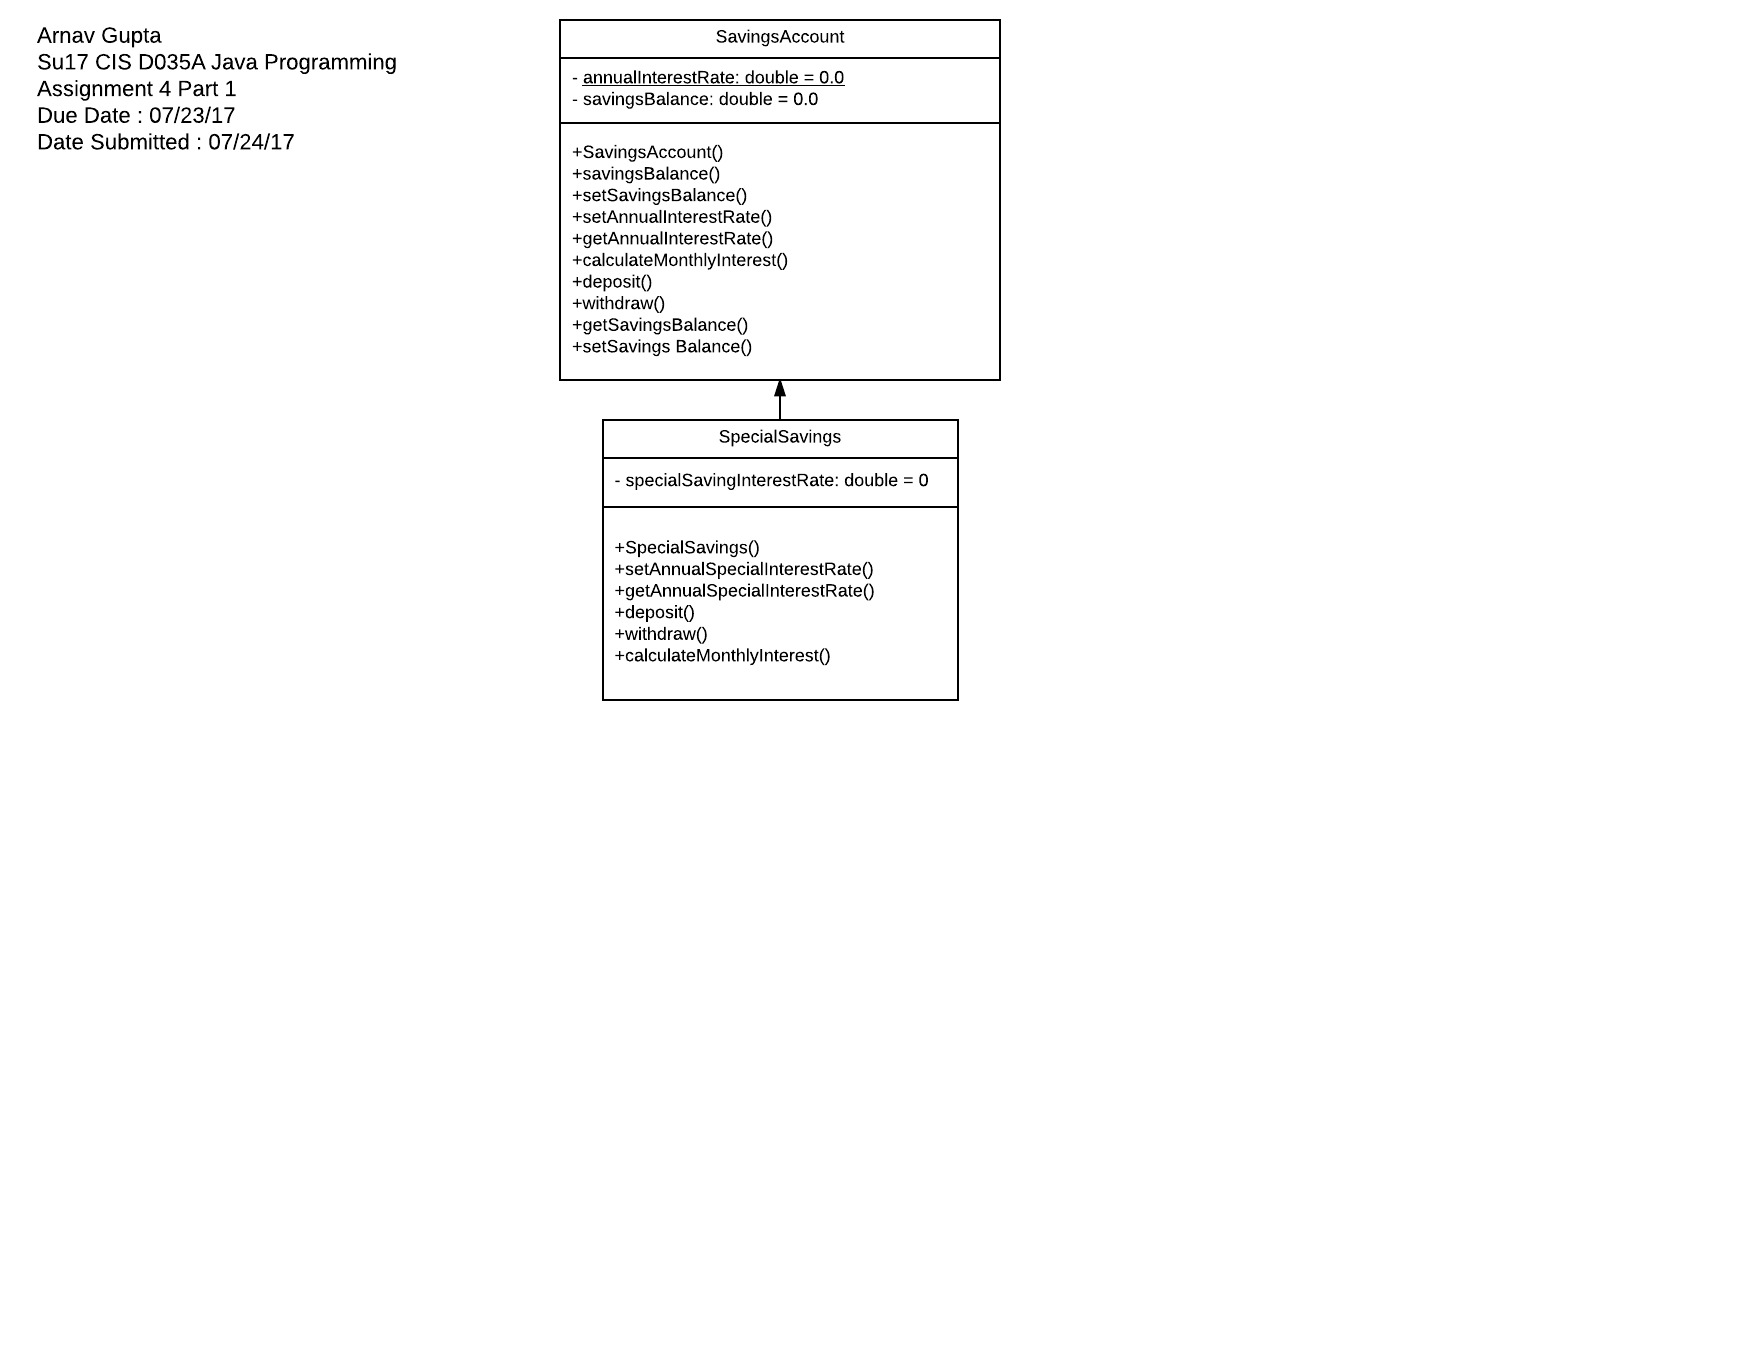 Arnav Gupta
Su17 CIS D035A Java Programming
Assignment 4 Part 1
Due Date : 07/23/17
Date Submitted : 07/24/17
SavingsAccount
- annualInterestRate: double = 0.0
- savingsBalance: double = 0.0
+SavingsAccount()
+savingsBalance()
+setSavingsBalance()
+setAnnualInterestRate()
+getAnnualInterestRate()
+calculateMonthlyInterest()
+deposit()
+withdraw()
+getSavingsBalance()
+setSavings Balance()
SpecialSavings
- specialSavingInterestRate: double = 0
+SpecialSavings()
+setAnnualSpecialInterestRate()
+getAnnualSpecialInterestRate()
+deposit()
+withdraw()
+calculateMonthlyInterest()